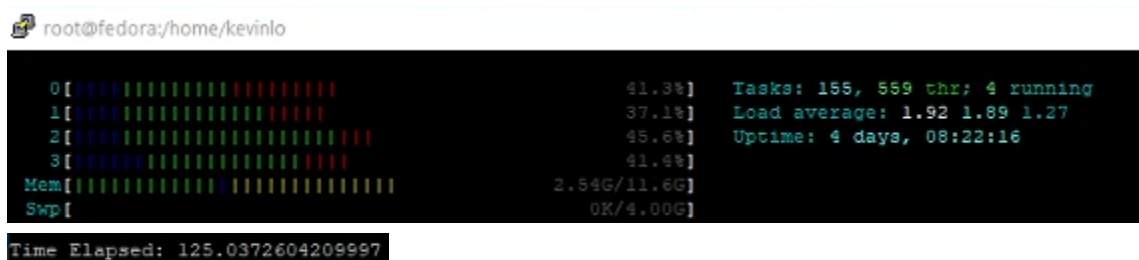 root@fedora:/home/kevinlo
0[ 41.3%] Tasks: 155, 559 thr; 4 running
1[ 37.1%] Load average: 1.92 1.89 1.27
2[ 45.6%] Uptime: 4 days, 08:22:16
3[ 41.4%]
Mem[ 2.54G/11.6G]
Swp[ 0K/4.00G]
Time Elapsed: 125.0372604209997